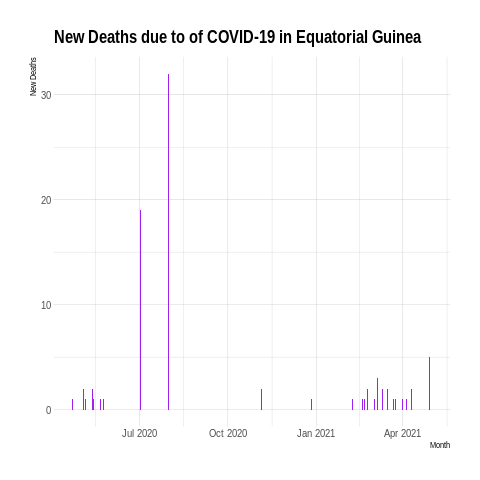 New Deaths due to of COVID-19 in Equatorial Guinea
New Deaths
30
20
10
0
Jul 2020 Oct 2020 Jan 2021 Apr 2021
Month